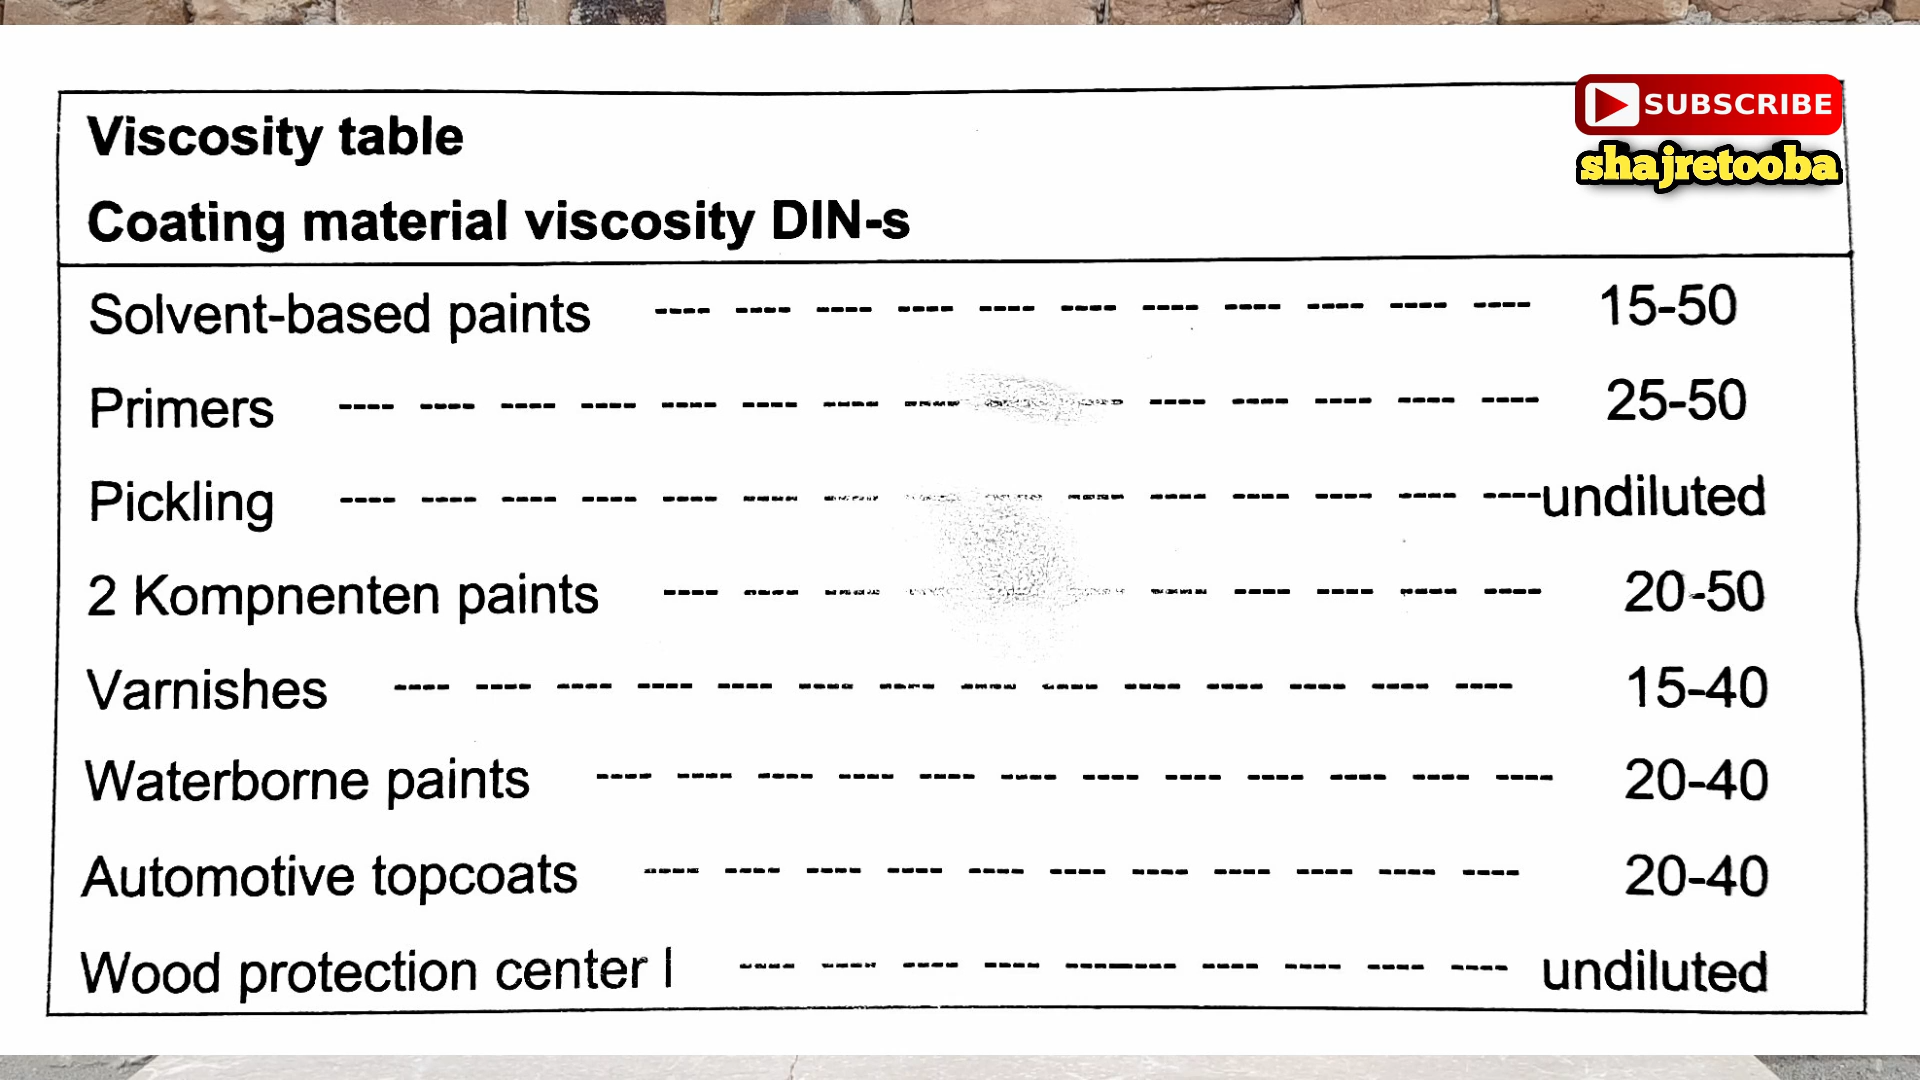 SUBSCRIBE
shajretooba
Viscosity table
Coating material viscosity DIN-s
Solvent-based paints ---- ---- ---- ---- ---- ---- ---- ---- ---- ---- ---- 15-50
Primers ---- ---- ---- ---- ---- ---- ---- ---- ---- ---- ---- ---- ---- ---- ---- 25-50
Pickling ---- ---- ---- ---- ---- ---- ---- ---- ---- ---- ---- ---- ---- ---- ----undiluted
2 Kompnenten paints ---- ---- ---- ---- ---- ---- ---- ---- ---- ---- ---- 20-50
Varnishes ---- ---- ---- ---- ---- ---- ---- ---- ---- ---- ---- ---- ---- ---- 15-40
Waterborne paints ---- ---- ---- ---- ---- ---- ---- ---- ---- ---- ---- ---- 20-40
Automotive topcoats ---- ---- ---- ---- ---- ---- ---- ---- ---- ---- ---- 20-40
Wood protection center l ---- ---- ---- ---- ------- ---- ---- ---- ---- undiluted